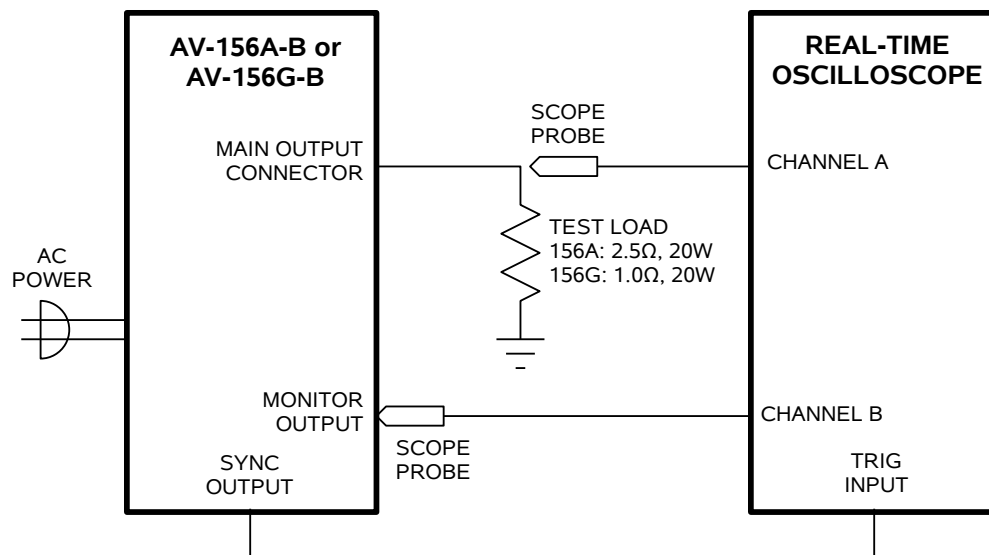 AV-156A-B or
AV-156G-B
REAL-TIME
OSCILLOSCOPE
SCOPE
PROBE
MAIN OUTPUT
CONNECTOR
CHANNEL A
TEST LOAD
156A: 2.5Ω, 20W
156G: 1.0Ω, 20W
AC
POWER
MONITOR
OUTPUT
CHANNEL B
SCOPE
PROBE
SYNC
OUTPUT
TRIG
INPUT